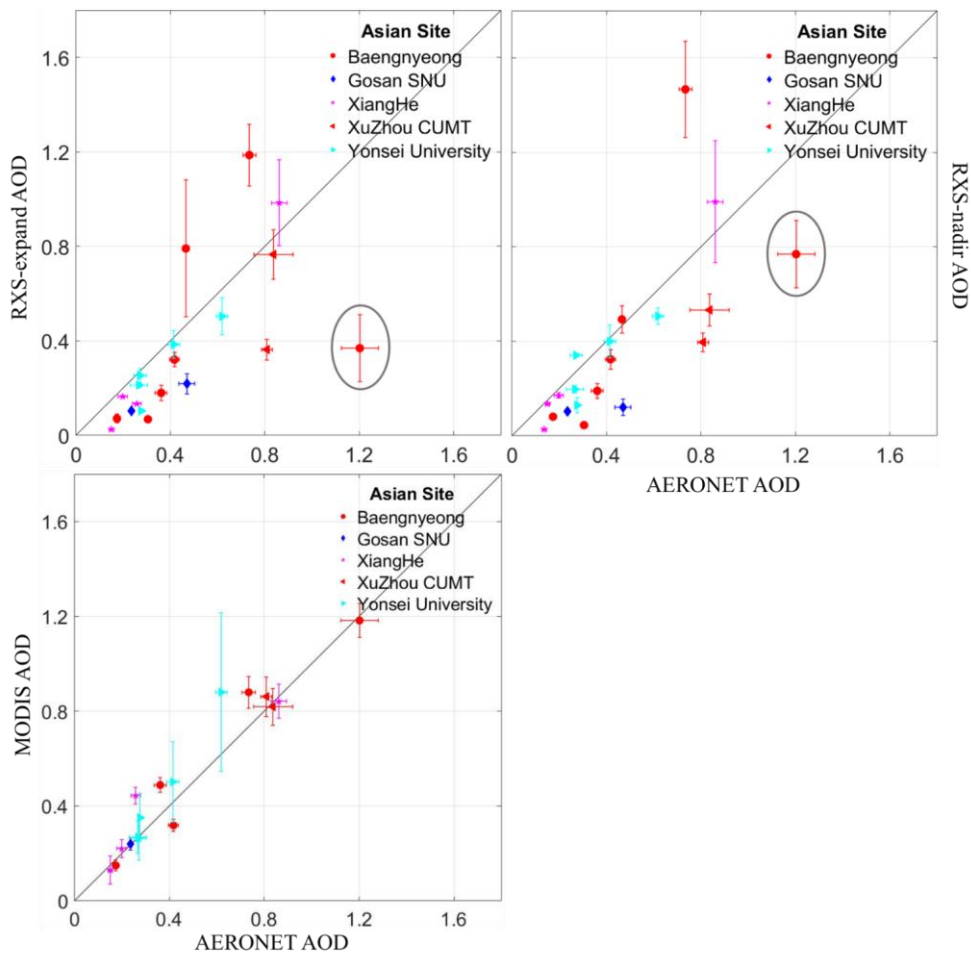 1.6
1.2
0.8
0.4
0
0.4
0.8
1.2
1.6
RXS-expand AOD
Asian Site
Baengnyeong
Gosan SNU
XiangHe
XuZhou CUMT
Yonsei University
0
0.4
0.8
1.2
1.6
AERONET AOD
RXS-nadir AOD
Asian Site
Baengnyeong
Gosan SNU
XiangHe
XuZhou CUMT
Yonsei University
1.6
1.2
0.8
0.4
0
0
0.4
0.8
1.2
1.6
MODIS AOD
AERONET AOD
Asian Site
Baengnyeong
Gosan SNU
XiangHe
XuZhou CUMT
Yonsei University